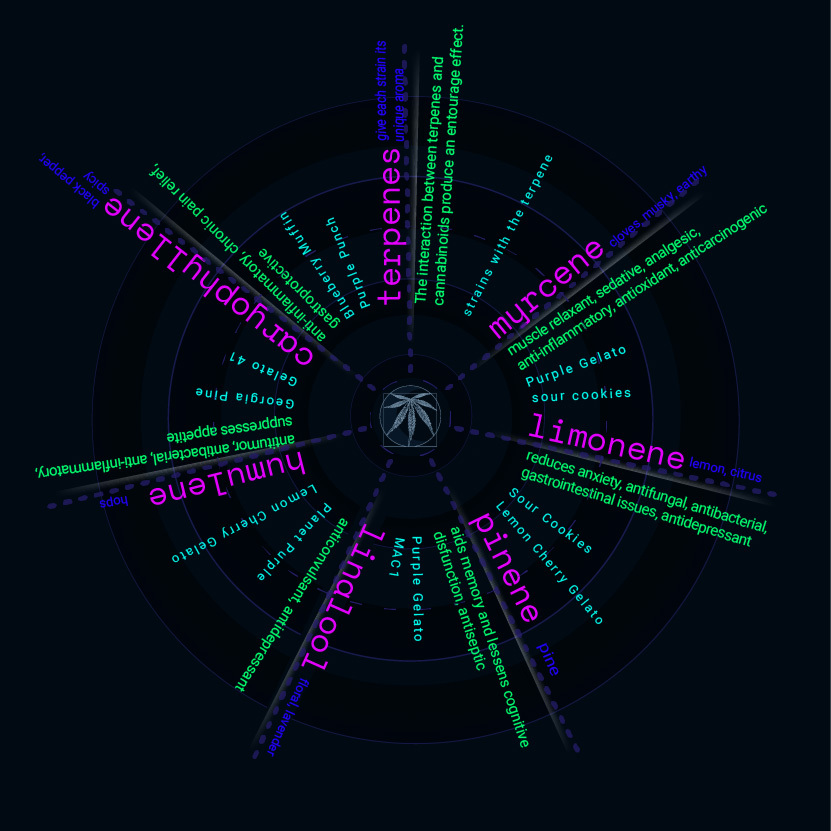 terpenes
give each strain its
unique aroma
The interaction between terpenes and
cannabinoids produce an entourage effect.
strains with the terpene
myrcene
cloves, musky, earthy
muscle relaxant, sedative, analgesic,
anti-inflammatory, antioxidant, anticarcinogenic
Purple Gelato
sour cookies
limonene
lemon, citrus
reduces anxiety, antifungal, antibacterial,
gastrointestinal issues, antidepressant
Sour Cookies
Lemon Cherry Gelato
pinene
pine
aids memory and lessens cognitive
disfunction, antiseptic
Purple Gelato
MAC1
linalool
floral, lavender
anticonvulsant, antidepressant
Planet Purple
Lemon Cherry Gelato
humulene
hops
antitumor, antibacterial, anti-inflammatory,
suppresses appetite
Georgia Pine
Gelato 41
caryophyllene
black pepper,
spicy
anti-inflammatory, chronic pain relief,
gastroprotective
Blueberry Muffin
Purple Punch